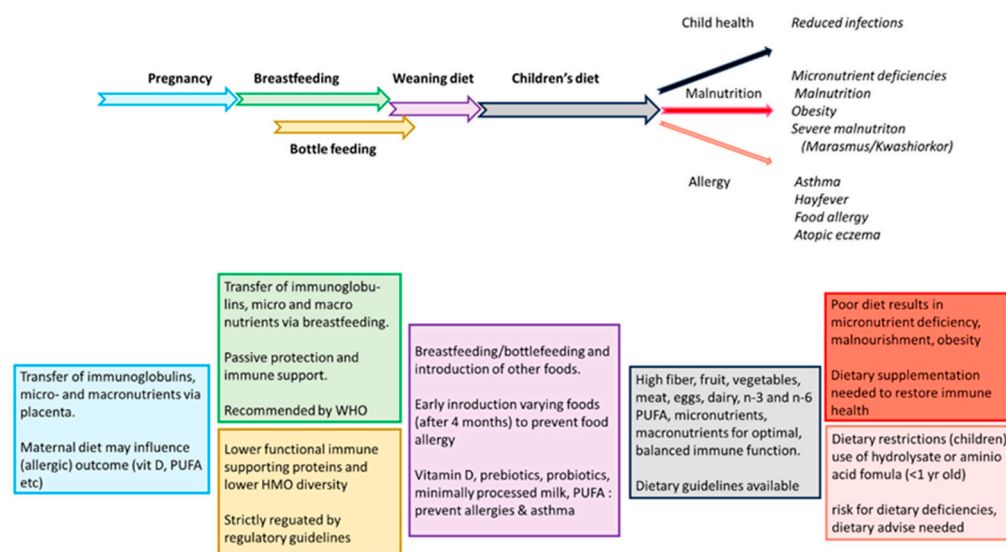 Child health
Reduced infections
Pregnancy
Breastfeeding
Weaning diet
Children's diet
Bottle feeding
Malnutrition
Micronutrient deficiencies
Malnutrition
Obesity
Severe malnutriton
(Marasmus/Kwashiorkor)
Allergy
Asthma
Hayfever
Food allergy
Atopic eczema
Transfer of immunoglobulins,
micro- and macronutrients via
placenta.
Maternal diet may influence
(allergic) outcome (vit D, PUFA
etc)
Transfer of immunoglobu-
lins, micro and macro
nutrients via breastfeeding.
Passive protection and
immune support.
Recommended by WHO
Lower functional immune
supporting proteins and
lower HMO diversity
Strictly reguated by
regulatory guidelines
Breastfeeding/bottlefeeding and
introduction of other foods.
Early inroduction varying foods
(after 4 months) to prevent food
allergy
Vitamin D, prebiotics, probiotics,
minimally processed milk, PUFA :
prevent allergies & asthma
High fiber, fruit, vegetables,
meat, eggs, dairy, n-3 and n-6
PUFA, micronutrients,
macronutrients for optimal,
balanced immune function.
Dietary guidelines available
Poor diet results in
micronutrient deficiency,
malnourishment, obesity
Dietary supplementation
needed to restore immune
health
Dietary restrictions (children)
use of hydrolysate or aminio
acid fomula (<1 yr old)
risk for dietary deficiencies,
dietary advise needed